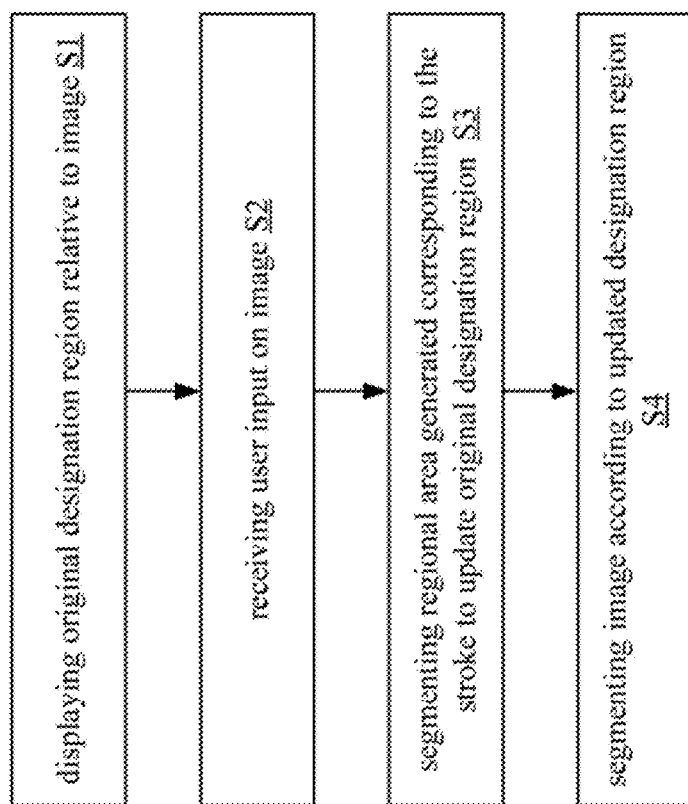 displaying original designation region relative to image S1
receiving user input on image S2
segmenting regional area generated corresponding to the
stroke to update original designation region S3
segmenting image according to updated designation region
S4